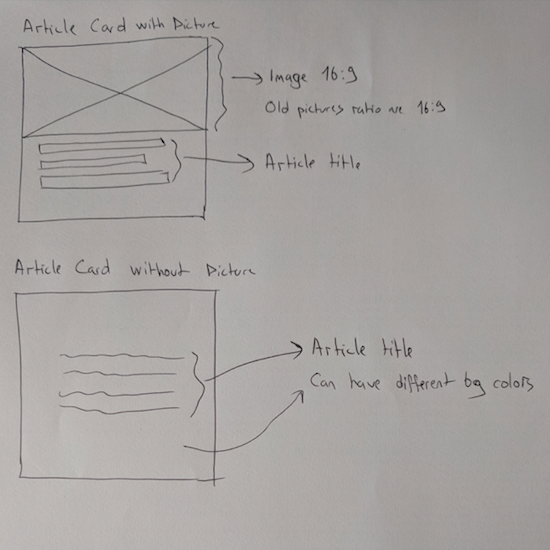 Article Card with Picture
Image 16:9
Old pictures ratio are 16:9
Article title
Article Card without Picture
Article title
Can have different bg colors